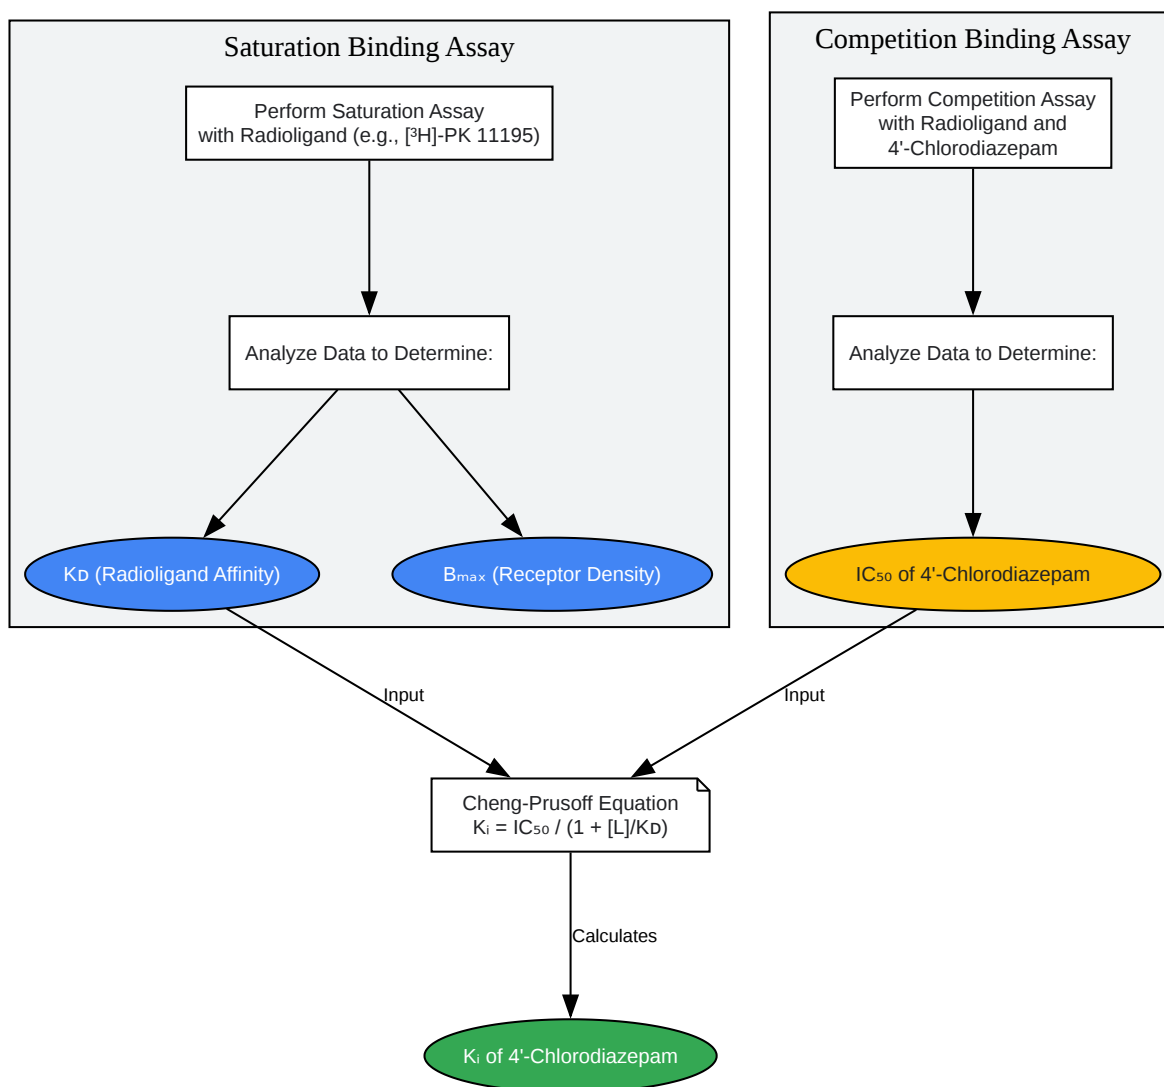 Saturation Binding Assay
Perform Saturation Assay
with Radioligand (e.g., [³H]-PK 11195)
Analyze Data to Determine:
Kᴅ (Radioligand Affinity)
Bₘₐₓ (Receptor Density)
Competition Binding Assay
Perform Competition Assay
with Radioligand and
4'-Chlorodiazepam
Analyze Data to Determine:
IC₅₀ of 4'-Chlorodiazepam
Input
Input
Cheng-Prusoff Equation
Kᵢ = IC₅₀ / (1 + [L]/Kᴅ)
Calculates
Kᵢ of 4'-Chlorodiazepam